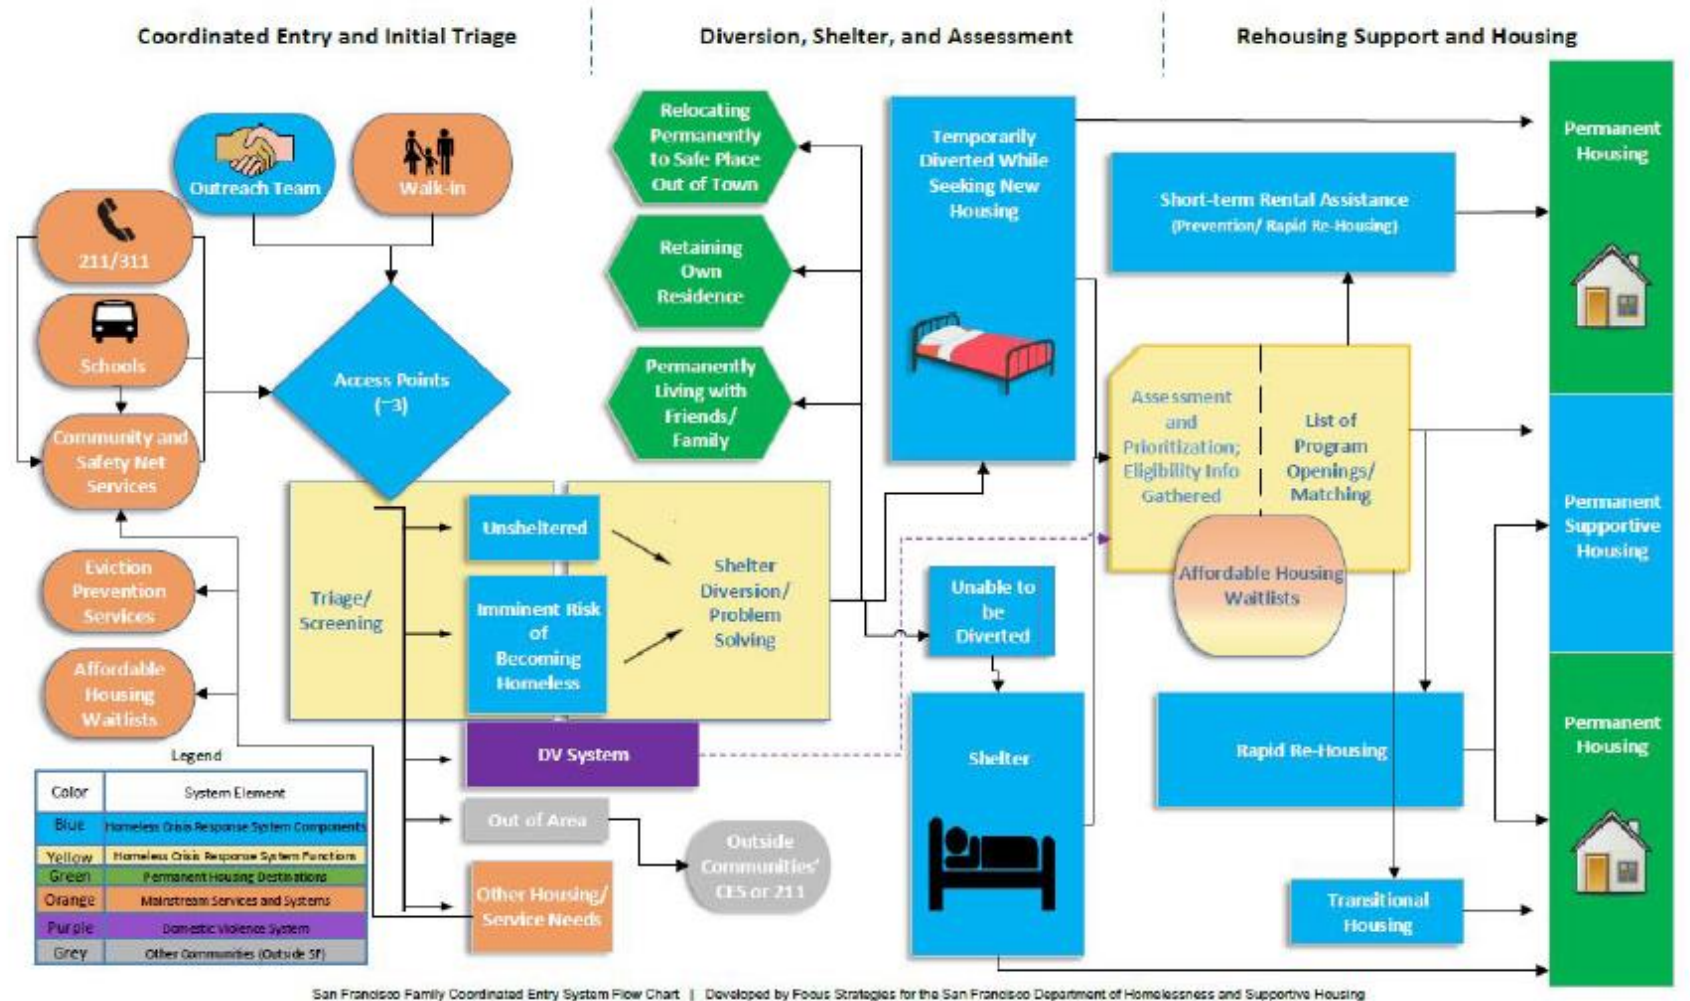 Coordinated Entry and Initial Triage
Diversion, Shelter, and Assessment
Rehousing Support and Housing
Outreach Team
Walk-in
211/311
Schools
Community and
Safety Net
Services
Eviction
Prevention
Services
Affordable
Housing
Waitlists
Access Points
(~3)
Triage/
Screening
Unsheltered
Imminent Risk
of
Becoming
Homeless
Shelter
Diversion/
Problem
Solving
DV System
Out of Area
Other Housing/
Service Needs
Outside
Communities'
CES or 211
Relocating
Permanently
to Safe Place
Out of Town
Retaining
Own
Residence
Permanently
Living with
Friends/
Family
Temporarily
Diverted While
Seeking New
Housing
Unable to
be
Diverted
Shelter
Short-term Rental Assistance
(Prevention/ Rapid Re-Housing)
Assessment
and
Prioritization;
Eligibility Info
Gathered
List of
Program
Openings/
Matching
Affordable Housing
Waitlists
Rapid Re-Housing
Transitional
Housing
Permanent
Housing
Permanent
Supportive
Housing
Permanent
Housing
Legend
Color System Element
Blue Homeless Crisis Response System Components
Yellow Homeless Crisis Response System Functions
Green Permanent Housing Destinations
Orange Mainstream Services and Systems
Purple Domestic Violence System
Grey Other Communities (Outside SF)
San Francisco Family Coordinated Entry System Flow Chart | Developed by Focus Strategies for the San Francisco Department of Homelessness and Supportive Housing